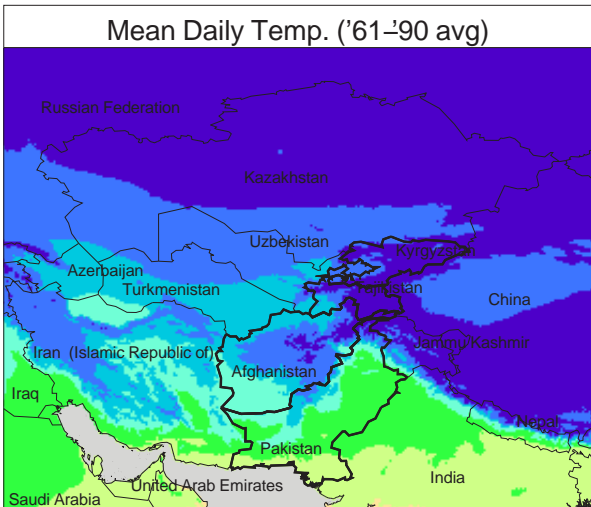 Mean Daily Temp. ('61–'90 avg)
Russian Federation
Kazakhstan
Uzbekistan
Kyrgyzstan
Azerbaijan
Turkmenistan
Tajikistan
China
Iran (Islamic Republic of)
Jammu/Kashmir
Afghanistan
Iraq
Nepal
Pakistan
India
United Arab Emirates
Saudi Arabia